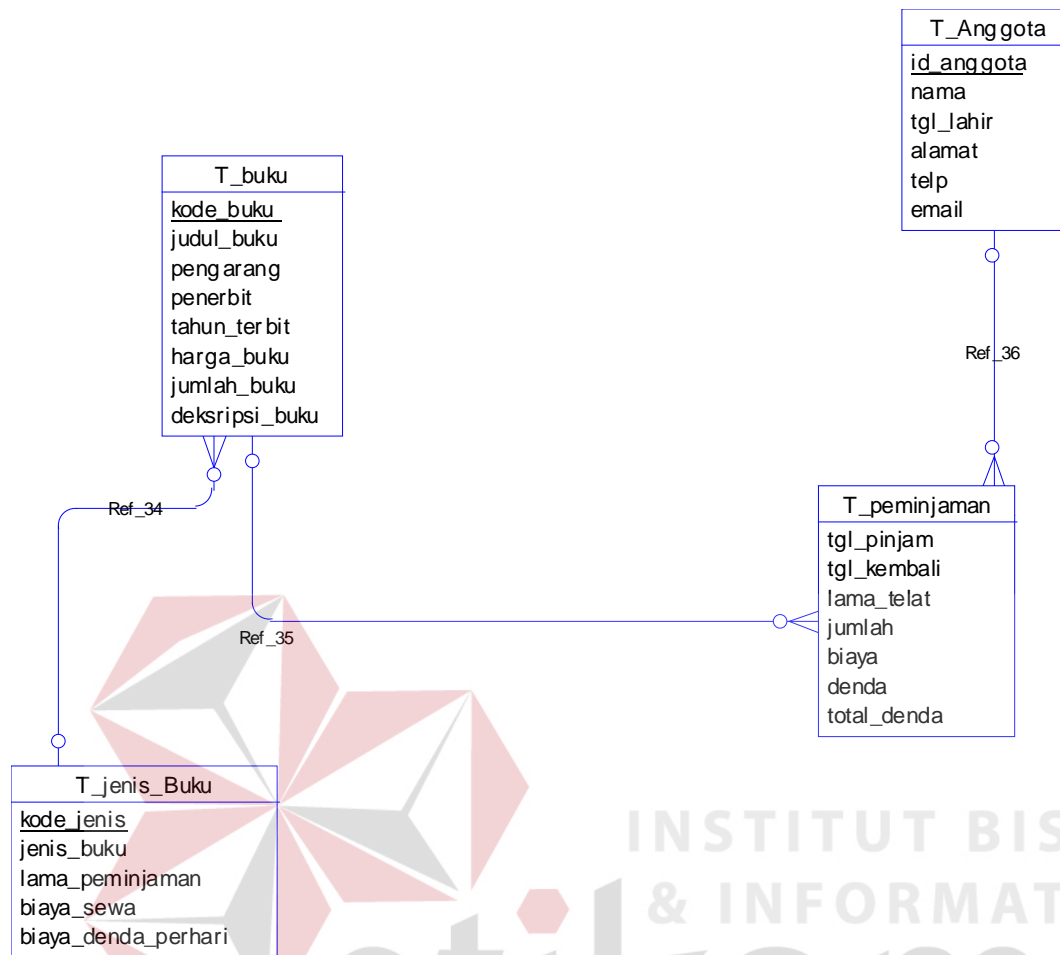 T_Anggota
id_anggota
nama
tgl_lahir
alamat
telp
email
T_buku
kode_buku
judul_buku
pengarang
penerbit
tahun_terbit
harga_buku
jumlah_buku
deksripsi_buku
Ref_36
Ref_34
T_peminjaman
tgl_pinjam
tgl_kembali
lama_telat
jumlah
biaya
denda
total_denda
Ref_35
T_jenis_Buku
kode_jenis
jenis_buku
lama_peminjaman
biaya_sewa
biaya_denda_perhari
INSTITUT BIS
& INFORMAT